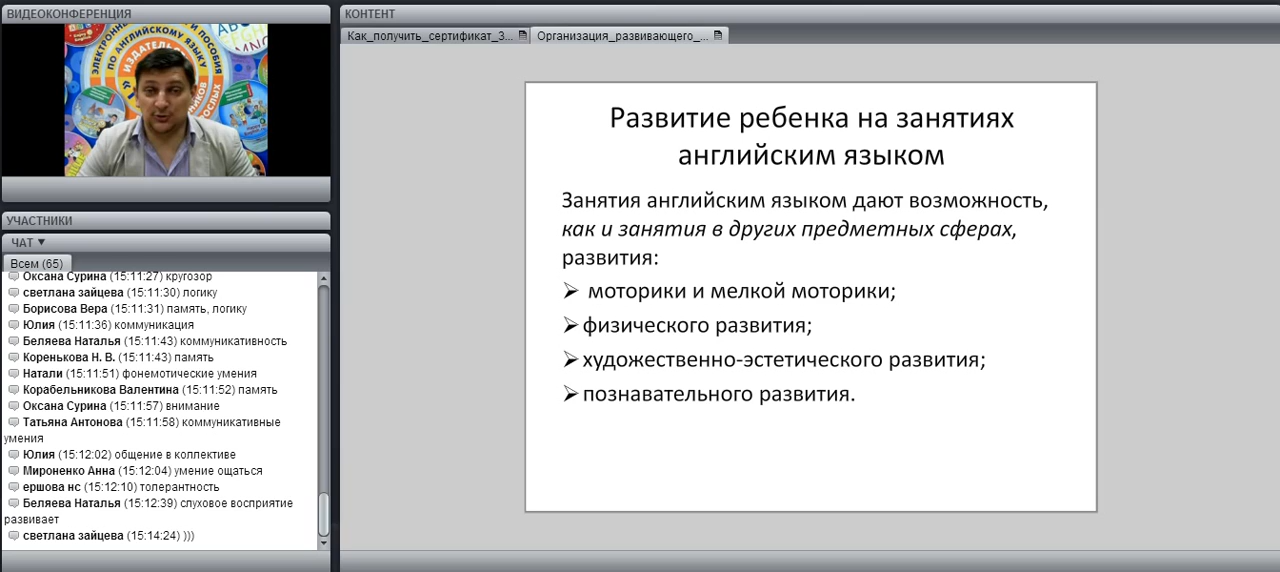 ВИДЕОКОНФЕРЕНЦИЯ
ЭЛЕКТРОННЫЕ
И ПОСОБИЯ
ПО АНГЛИЙСКОМУ ЯЗЫКУ
УЧАСТНИКИ
ЧАТ
Всем (65)
Оксана Сурина (15:11:27) кругозор
светлана зайцева (15:11:30) логику
Борисова Вера (15:11:31) память, логику
Юлия (15:11:36) коммуникация
Беляева Наталья (15:11:43) коммуникативность
Коренькова Н. В. (15:11:43) память
Натали (15:11:51) фонемотические умения
Корабельникова Валентина (15:11:52) память
Оксана Сурина (15:11:57) внимание
Татьяна Антонова (15:11:58) коммуникативные
умения
Юлия (15:12:02) общение в коллективе
Мироненко Анна (15:12:04) умение ощаться
ершова нс (15:12:10) толерантность
Беляева Наталья (15:12:39) слуховое восприятие
развивает
светлана зайцева (15:14:24) )))
КОНТЕНТ
Как_получить_сертификат_3...
Организация_развивающего_...
Развитие ребенка на занятиях
английским языком
Занятия английским языком дают возможность,
как и занятия в других предметных сферах,
развития:
моторики и мелкой моторики;
физического развития;
художественно-эстетического развития;
познавательного развития.